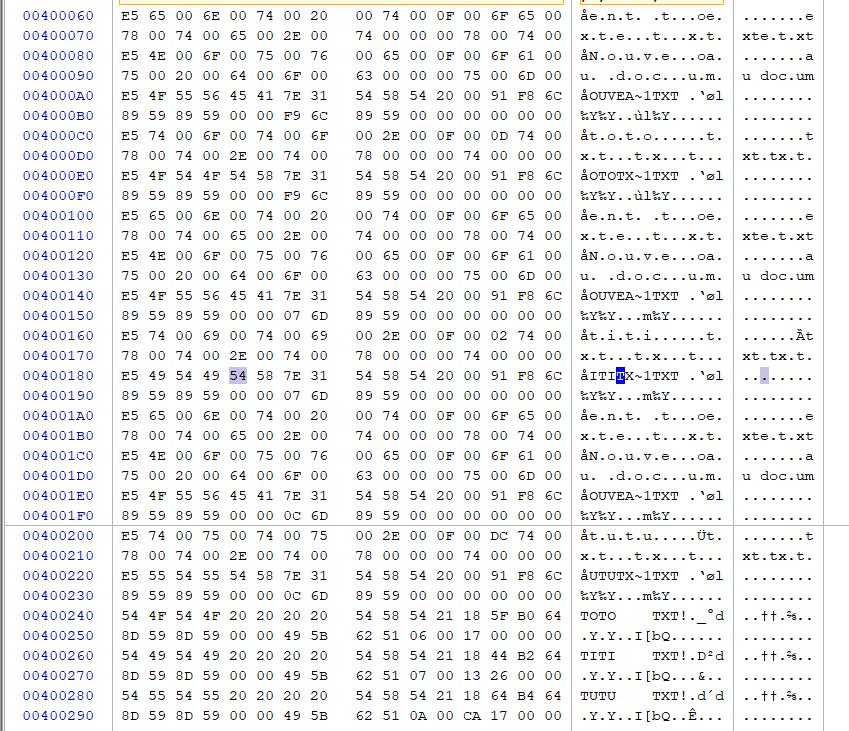 00400060 E5 65 00 6E 00 74 00 20 00 74 00 0F 00 6F 65 00 åe.n.t. .t...oe. .......e
00400070 78 00 74 00 65 00 2E 00 74 00 00 00 78 00 74 00 x.t.e...t...x.t. xte.t.xt
00400080 E5 4E 00 6F 00 75 00 76 00 65 00 0F 00 6F 61 00 åN.o.u.v.e...oa. .......a
00400090 75 00 20 00 64 00 6F 00 63 00 00 00 75 00 6D 00 u. .d.o.c...u.m. u doc.um
004000A0 E5 4F 55 56 45 41 7E 31 54 58 54 20 00 91 F8 6C åOUVEA~1TXT .‘øl ........
004000B0 89 59 89 59 00 00 F9 6C 89 59 00 00 00 00 00 00 ‰Y‰Y..ùl‰Y...... ........
004000C0 E5 74 00 6F 00 74 00 6F 00 2E 00 0F 00 0D 74 00 åt.o.t.o......t. .......t
004000D0 78 00 74 00 2E 00 74 00 78 00 00 00 74 00 00 00 x.t...t.x...t... xt.tx.t.
004000E0 E5 4F 54 4F 54 58 7E 31 54 58 54 20 00 91 F8 6C åOTOTX~1TXT .‘øl ........
004000F0 89 59 89 59 00 00 F9 6C 89 59 00 00 00 00 00 00 ‰Y‰Y..ùl‰Y...... ........
00400100 E5 65 00 6E 00 74 00 20 00 74 00 0F 00 6F 65 00 åe.n.t. .t...oe. .......e
00400110 78 00 74 00 65 00 2E 00 74 00 00 00 78 00 74 00 x.t.e...t...x.t. xte.t.xt
00400120 E5 4E 00 6F 00 75 00 76 00 65 00 0F 00 6F 61 00 åN.o.u.v.e...oa. .......a
00400130 75 00 20 00 64 00 6F 00 63 00 00 00 75 00 6D 00 u. .d.o.c...u.m. u doc.um
00400140 E5 4F 55 56 45 41 7E 31 54 58 54 20 00 91 F8 6C åOUVEA~1TXT .‘øl ........
00400150 89 59 89 59 00 00 07 6D 89 59 00 00 00 00 00 00 ‰Y‰Y...m‰Y...... ........
00400160 E5 74 00 69 00 74 00 69 00 2E 00 0F 00 02 74 00 åt.i.t.i......t. .......t
00400170 78 00 74 00 2E 00 74 00 78 00 00 00 74 00 00 00 x.t...t.x...t... xt.tx.t.
00400180 E5 49 54 49 54 58 7E 31 54 58 54 20 00 91 F8 6C åITITX~1TXT .‘øl ........
00400190 89 59 89 59 00 00 07 6D 89 59 00 00 00 00 00 00 ‰Y‰Y...m‰Y...... ........
004001A0 E5 65 00 6E 00 74 00 20 00 74 00 0F 00 6F 65 00 åe.n.t. .t...oe. .......e
004001B0 78 00 74 00 65 00 2E 00 74 00 00 00 78 00 74 00 x.t.e...t...x.t. xte.t.xt
004001C0 E5 4E 00 6F 00 75 00 76 00 65 00 0F 00 6F 61 00 åN.o.u.v.e...oa. .......a
004001D0 75 00 20 00 64 00 6F 00 63 00 00 00 75 00 6D 00 u. .d.o.c...u.m. u doc.um
004001E0 E5 4F 55 56 45 41 7E 31 54 58 54 20 00 91 F8 6C åOUVEA~1TXT .‘øl ........
004001F0 89 59 89 59 00 00 0C 6D 89 59 00 00 00 00 00 00 ‰Y‰Y...m‰Y...... ........
00400200 E5 74 00 75 00 74 00 75 00 2E 00 0F 00 DC 74 00 åt.u.t.u.....Üt. .......t
00400210 78 00 74 00 2E 00 74 00 78 00 00 00 74 00 00 00 x.t...t.x...t... xt.tx.t.
00400220 E5 55 54 55 54 58 7E 31 54 58 54 20 00 91 F8 6C åUTUTX~1TXT .‘øl ........
00400230 89 59 89 59 00 00 0C 6D 89 59 00 00 00 00 00 00 ‰Y‰Y...m‰Y...... ........
00400240 54 4F 54 4F 20 20 20 20 54 58 54 21 18 5F B0 64 TOTO    TXT!._°d ..††.
00400250 8D 59 8D 59 00 00 49 5B 62 51 06 00 17 00 00 00 .Y.Y..I[bQ...... ........
00400260 54 49 54 49 20 20 20 20 54 58 54 21 18 44 B2 64 TITI    TXT!.D²d ..††.
00400270 8D 59 8D 59 00 00 49 5B 62 51 07 00 13 26 00 00 .Y.Y..I[bQ...&.. ........
00400280 54 55 54 55 20 20 20 20 54 58 54 21 18 64 B4 64 TUTU    TXT!.d´d ..††.
00400290 8D 59 8D 59 00 00 49 5B 62 51 0A 00 CA 17 00 00 .Y.Y..I[bQ..Ê... ........